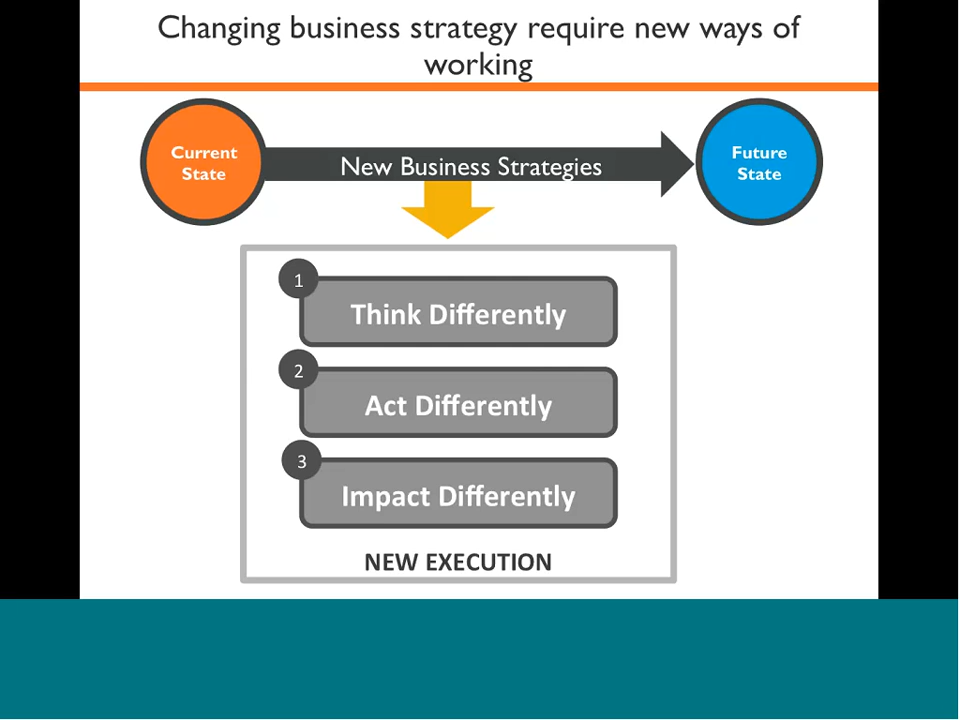 Changing business strategy require new ways of
working
Current
State
New Business Strategies
Future
State
1
Think Differently
2
Act Differently
3
Impact Differently
NEW EXECUTION